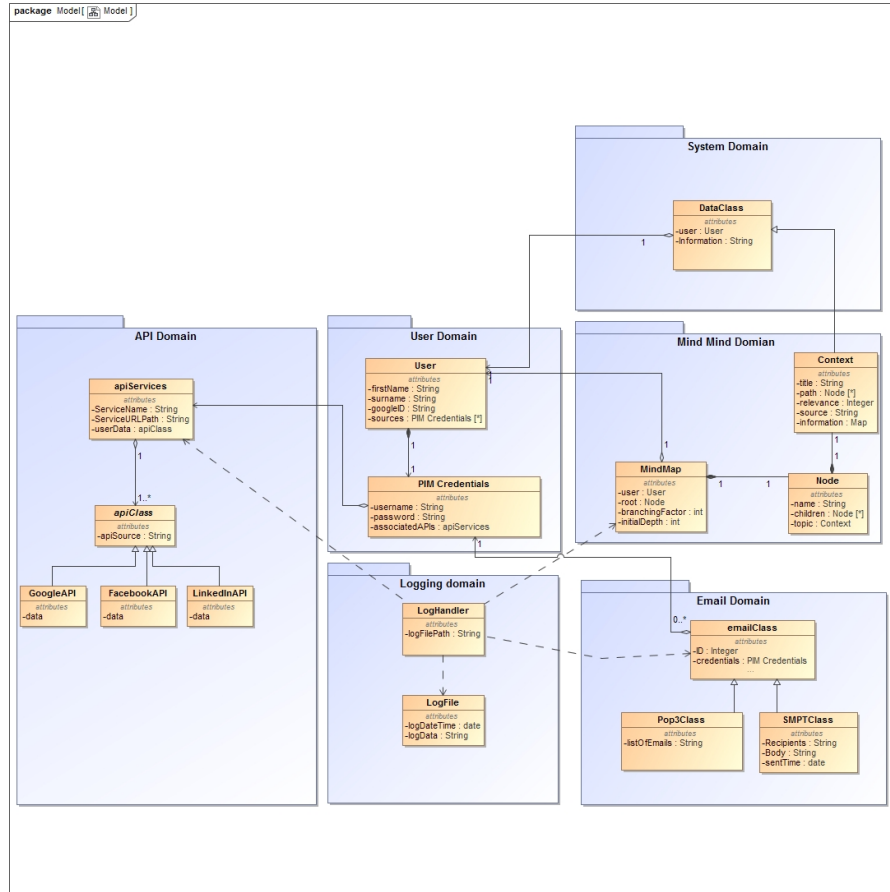 package Model [ Model ]
System Domain
DataClass
attributes
-user : User
-Information : String
1
API Domain
apiServices
attributes
-ServiceName : String
-ServiceURLPath : String
-userData : apiClass
1
1..*
apiClass
attributes
-apiSource : String
GoogleAPI
attributes
-data
FacebookAPI
attributes
-data
LinkedInAPI
attributes
-data
User Domain
User
attributes
-firstName : String
-surname : String
-googleID : String
-sources : PIM Credentials [*]
1
1
1
1
PIM Credentials
attributes
-username : String
-password : String
-associatedAPIs : apiServices
1
Mind Mind Domian
Context
attributes
-title : String
-path : Node [*]
-relevance : Integer
-source : String
-information : Map
1
1
MindMap
attributes
-user : User
-root : Node
-branchingFactor : int
-initialDepth : int
1
1
1
Node
attributes
-name : String
-children : Node [*]
-topic : Context
Logging domain
LogHandler
attributes
-logFilePath : String
LogFile
attributes
-logDateTime : date
-logData : String
Email Domain
0..*
emailClass
attributes
-ID : Integer
-credentials : PIM Credentials
...
Pop3Class
attributes
-listOfEmails : String
SMPTClass
attributes
-Recipients : String
-Body : String
-sentTime : date